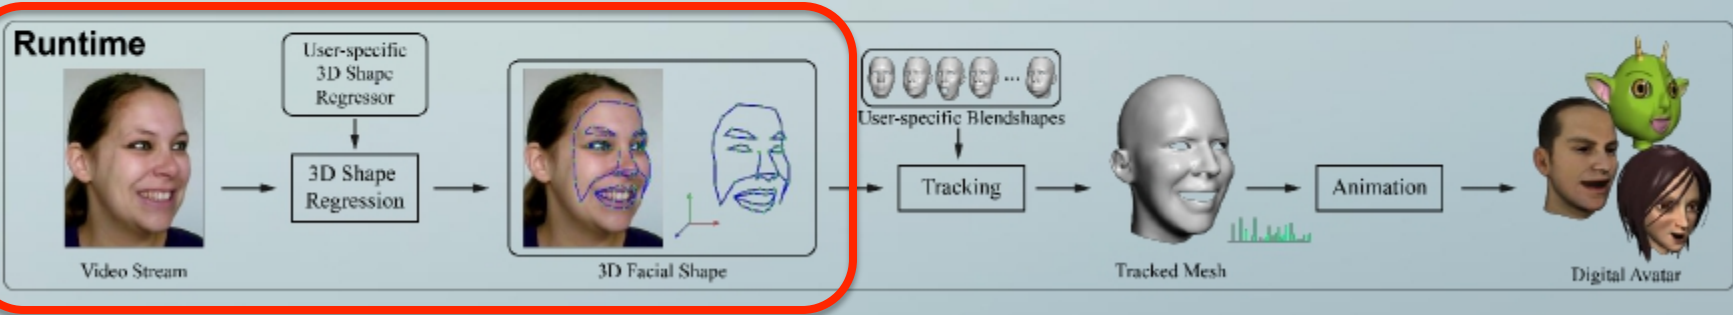 Runtime
User-specific
3D Shape
Regressor
3D Shape
Regression
Video Stream
3D Facial Shape
...
User-specific Blendshapes
Tracking
Tracked Mesh
Animation
Digital Avatar